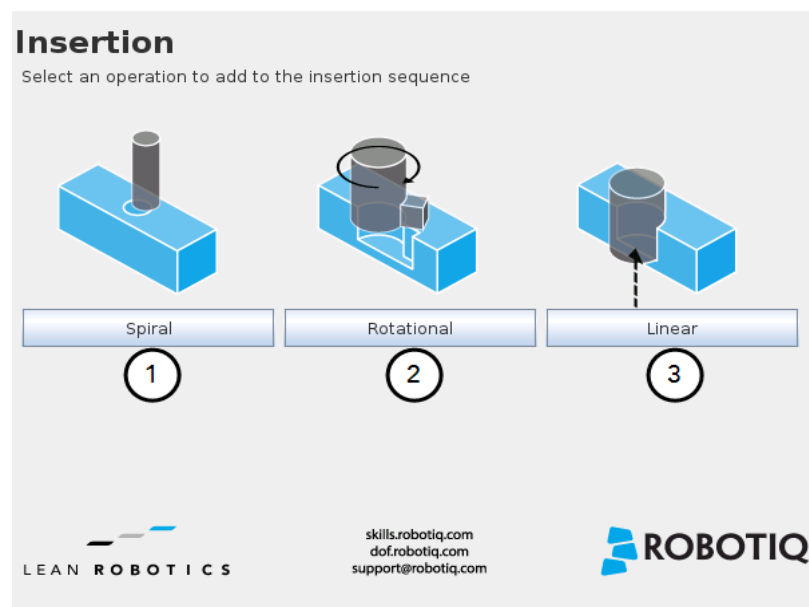 Insertion
Select an operation to add to the insertion sequence
Spiral
Rotational
Linear
1
2
3
LEAN ROBOTICS
skills.robotiq.com
dof.robotiq.com
support@robotiq.com
ROBOTIQ